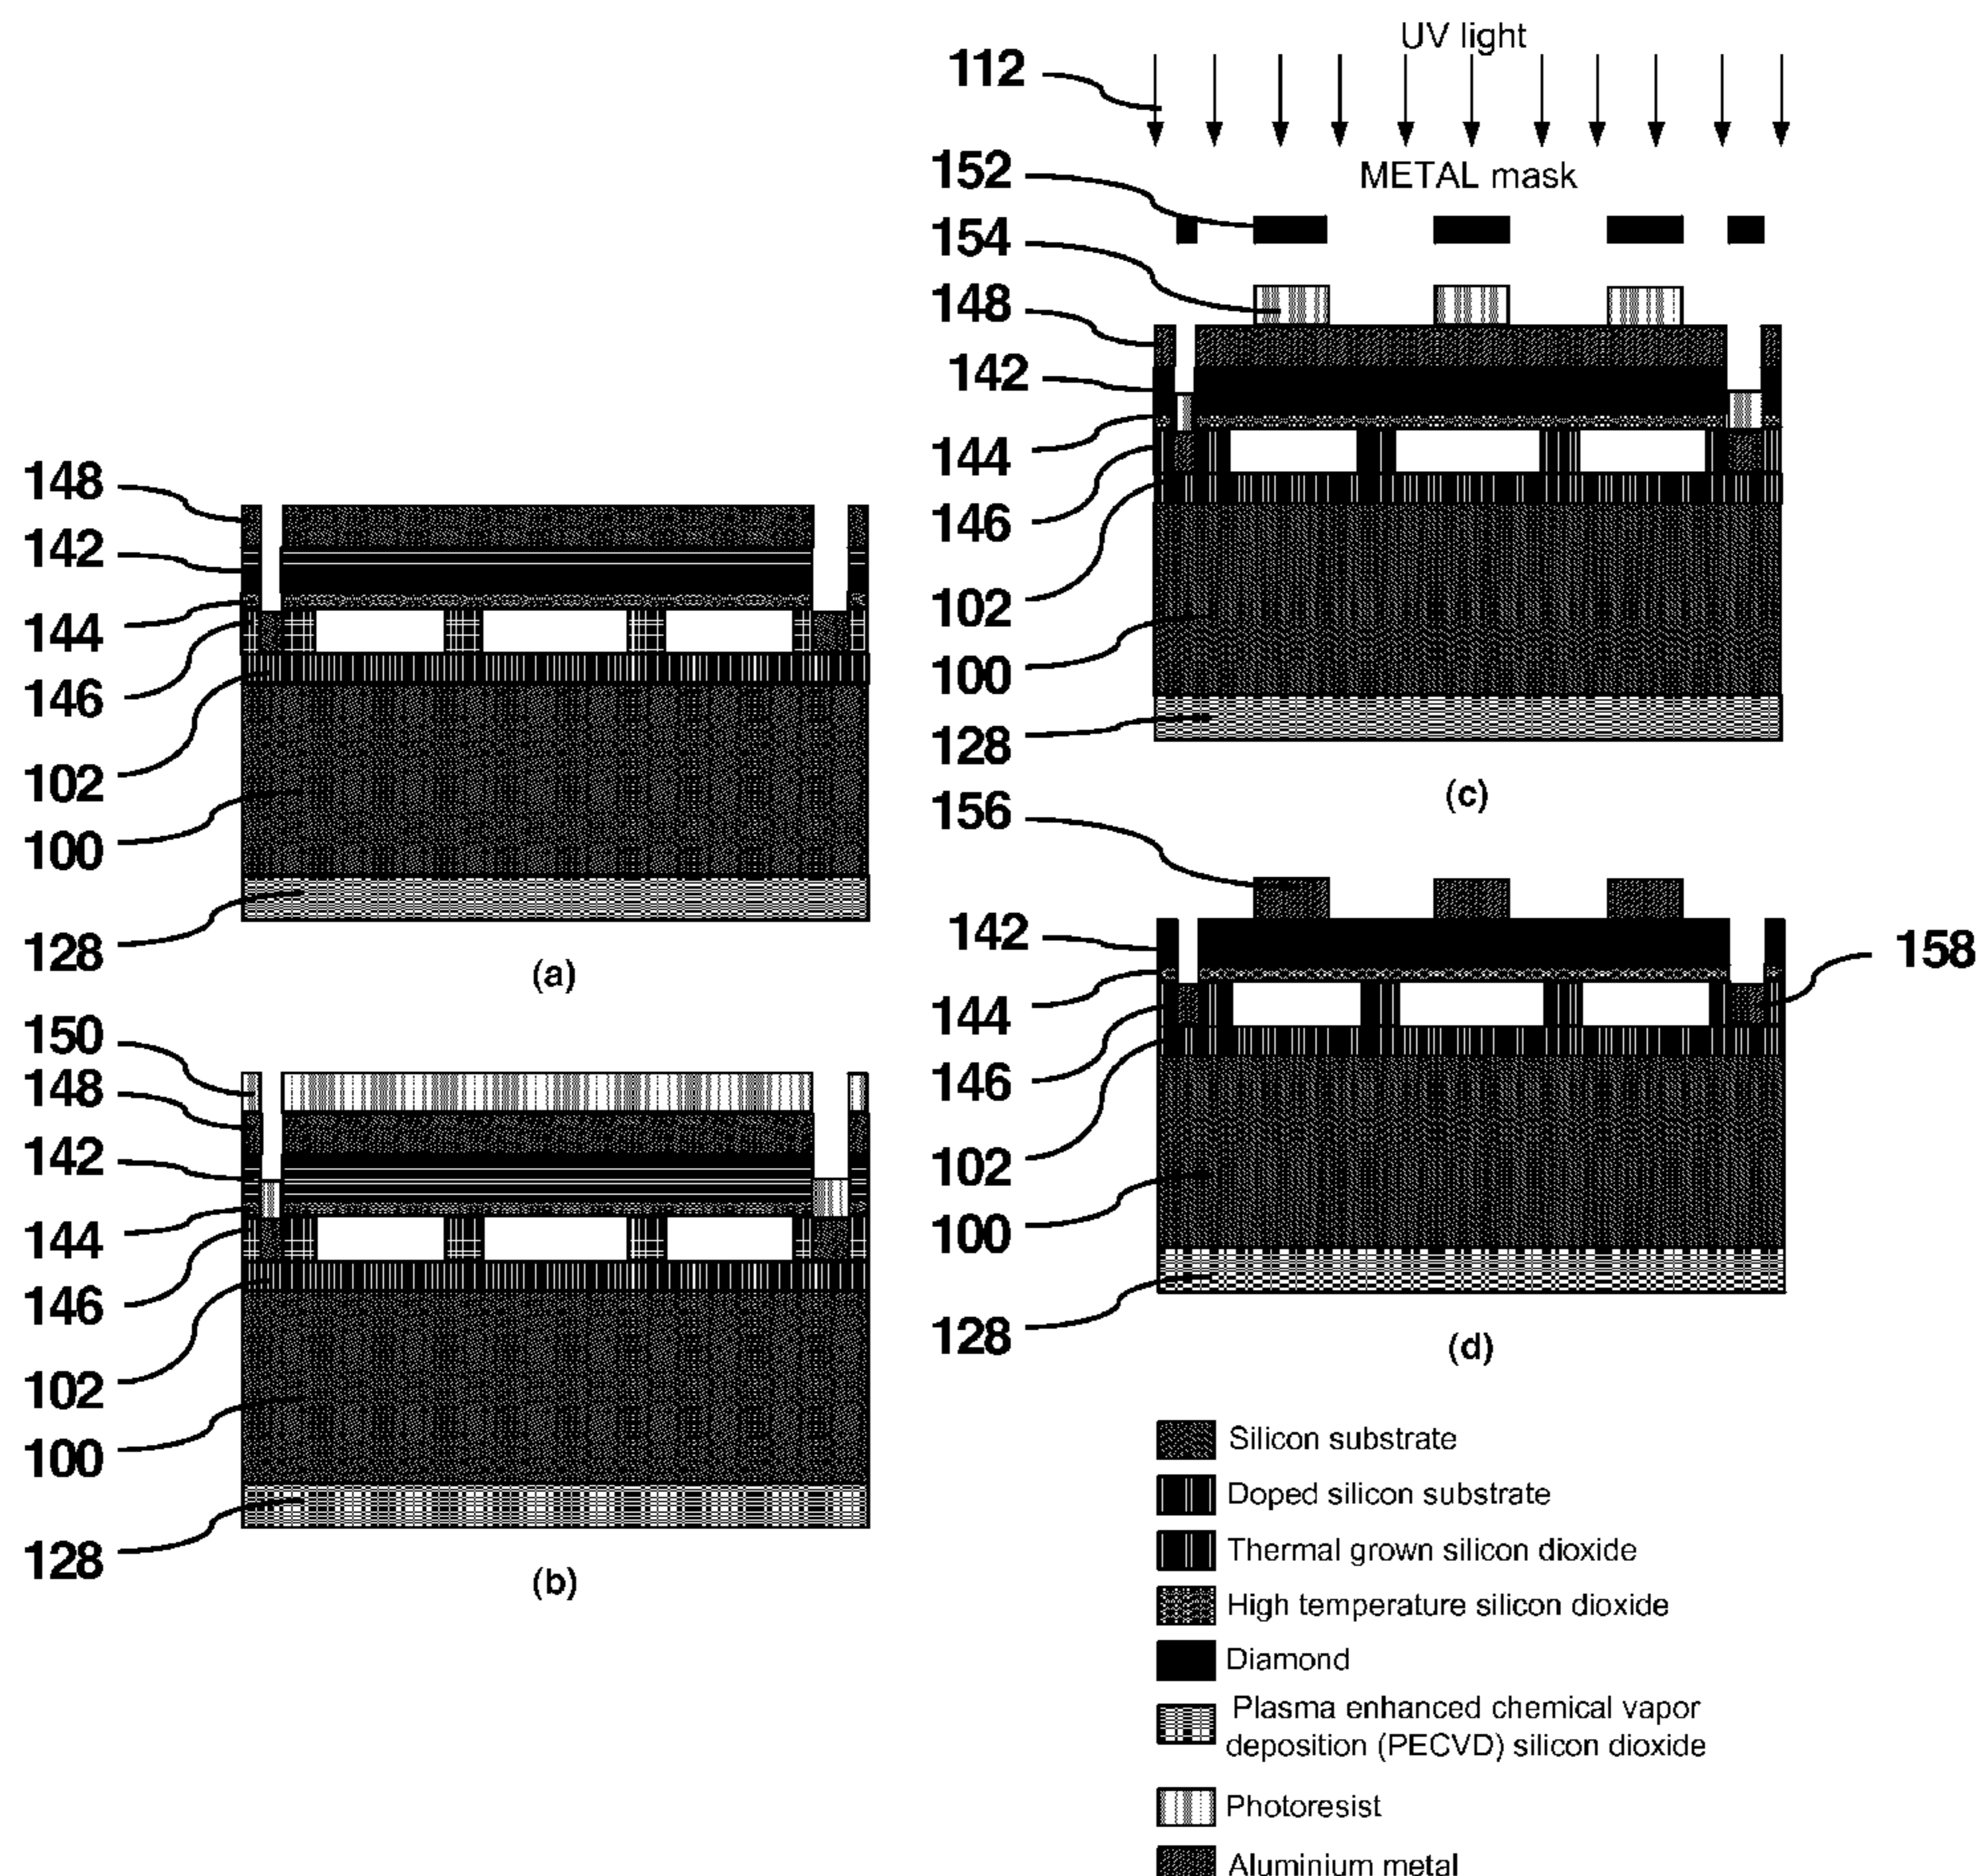 148
142
144
146
102
100
128
(a)
150
148
142
144
146
102
100
128
(b)
UV light
112
METAL mask
152
154
148
142
144
146
102
100
128
(c)
156
142
158
144
146
102
100
128
(d)
Silicon substrate
Doped silicon substrate
Thermal grown silicon dioxide
High temperature silicon dioxide
Diamond
Plasma enhanced chemical vapor
deposition (PECVD) silicon dioxide
Photoresist
Aluminium metal